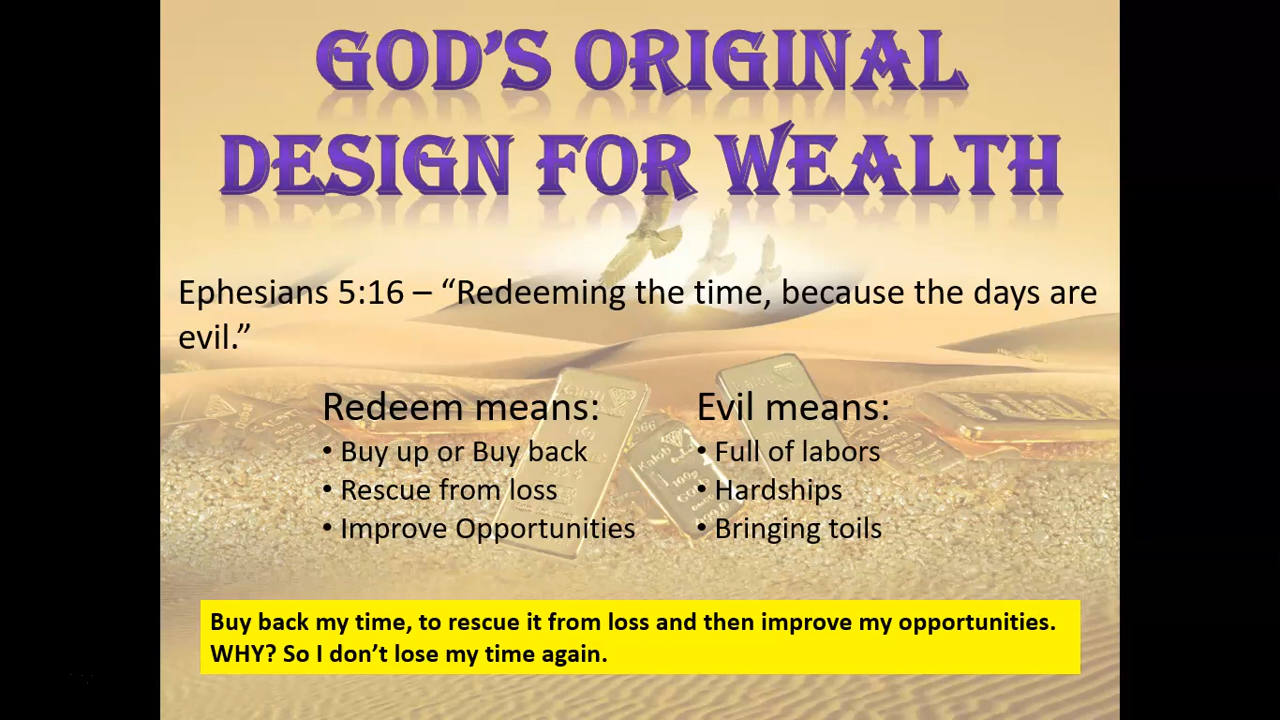 GOD'S ORIGINAL
DESIGN FOR WEALTH
Ephesians 5:16 – “Redeeming the time, because the days are
evil.”
Redeem means:
• Buy up or Buy back
• Rescue from loss
• Improve Opportunities
Evil means:
• Full of labors
• Hardships
• Bringing toils
Buy back my time, to rescue it from loss and then improve my opportunities.
WHY? So I don’t lose my time again.